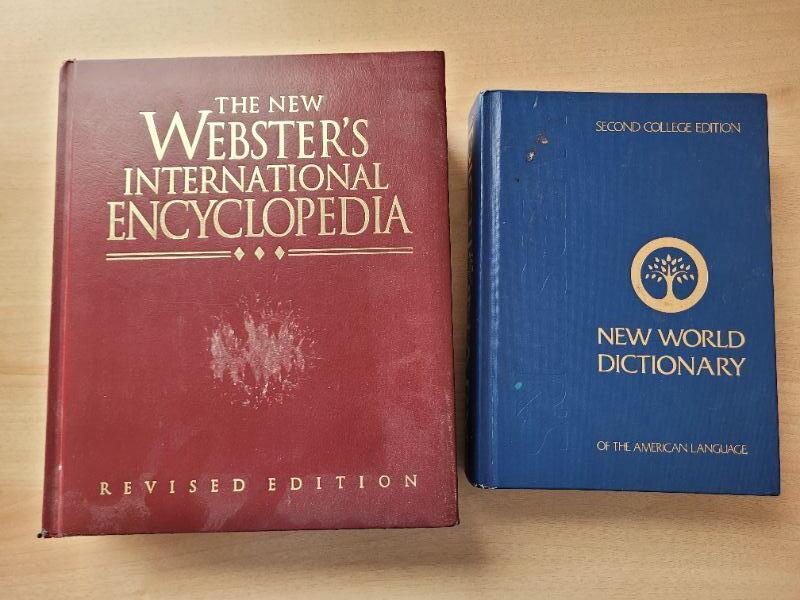 THE NEW
WEBSTER'S
INTERNATIONAL
ENCYCLOPEDIA
REVISED EDITION
SECOND COLLEGE EDITION
NEW WORLD
DICTIONARY
OF THE AMERICAN LANGUAGE